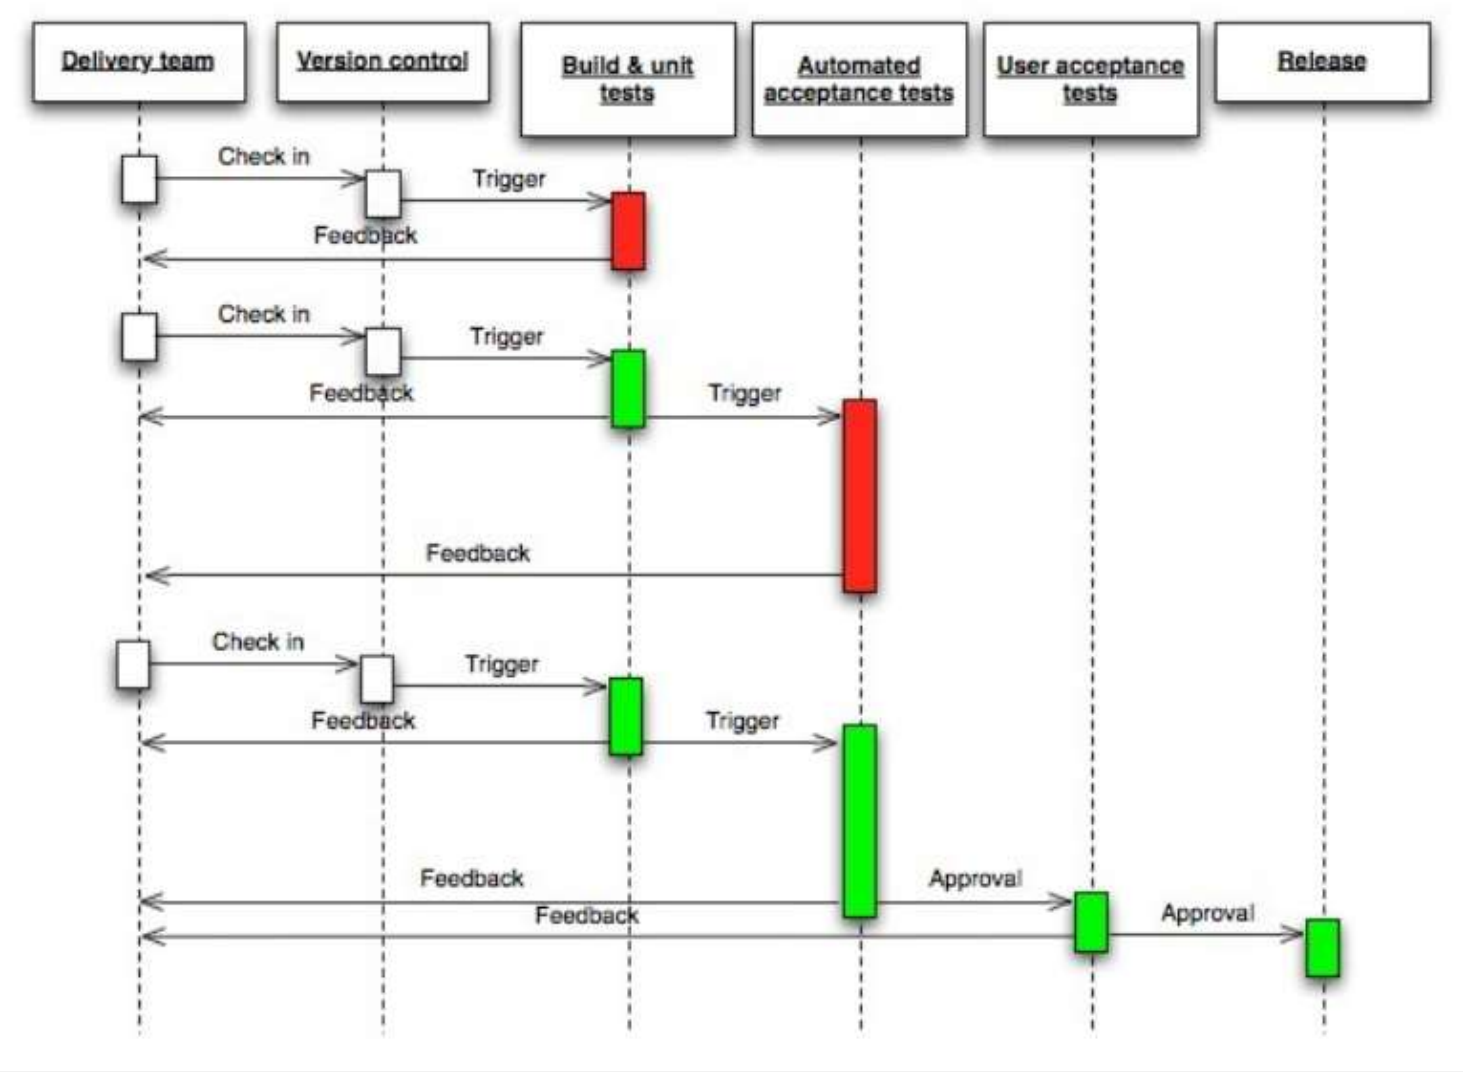 Delivery team
Version control
Build & unit
tests
Automated
acceptance tests
User acceptance
tests
Release
Check in
Trigger
Feedback
Check in
Trigger
Feedback
Trigger
Feedback
Check in
Trigger
Feedback
Trigger
Feedback
Approval
Feedback
Approval